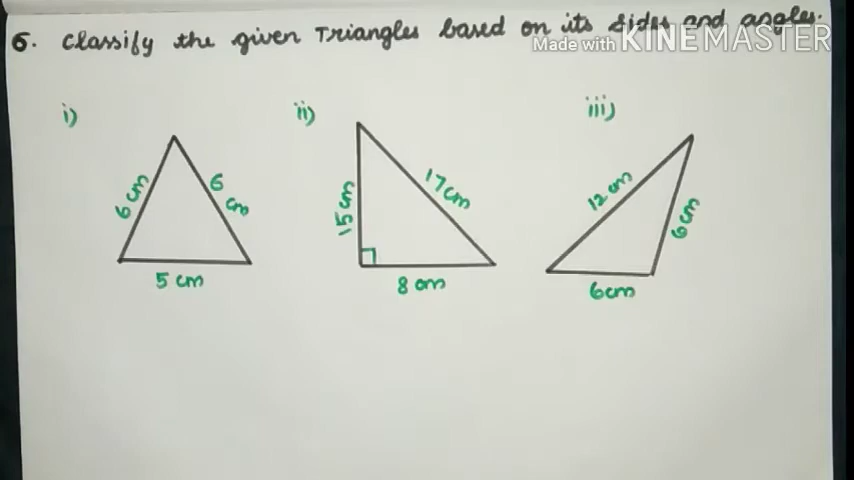 6. Classify the given Triangles based on its sides and angles.
Made with KINEMASTER
i)
ii)
iii)
6 cm
6 cm
5 cm
15 cm
17 cm
8 cm
12 cm
6 cm
6 cm